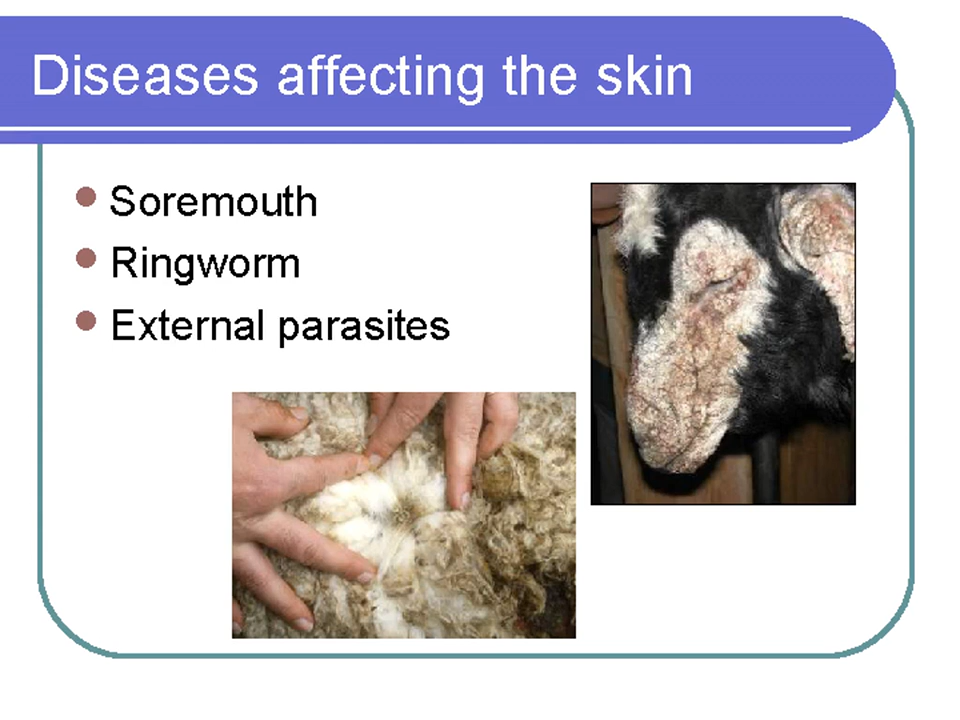 Diseases affecting the skin
Soremouth
Ringworm
External parasites